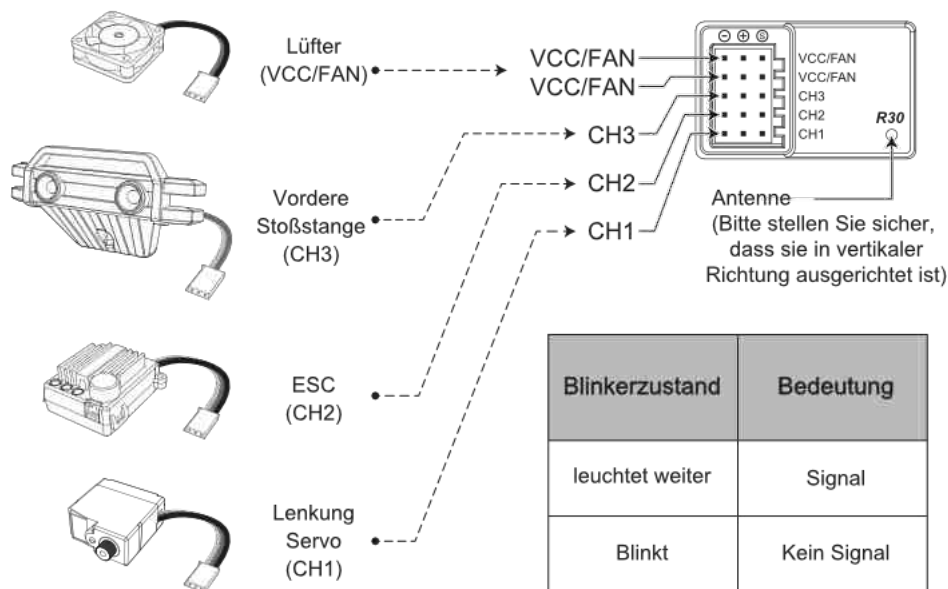 Lüfter
(VCC/FAN)
Vordere
Stoßstange
(CH3)
ESC
(CH2)
Lenkung
Servo
(CH1)
VCC/FAN
VCC/FAN
CH3
CH2
CH1
⊖ ⊕ Ⓢ
VCC/FAN
VCC/FAN
CH3
CH2
CH1
R30
Antenne
(Bitte stellen Sie sicher,
dass sie in vertikaler
Richtung ausgerichtet ist)
Blinkerzustand Bedeutung
leuchtet weiter Signal
Blinkt Kein Signal